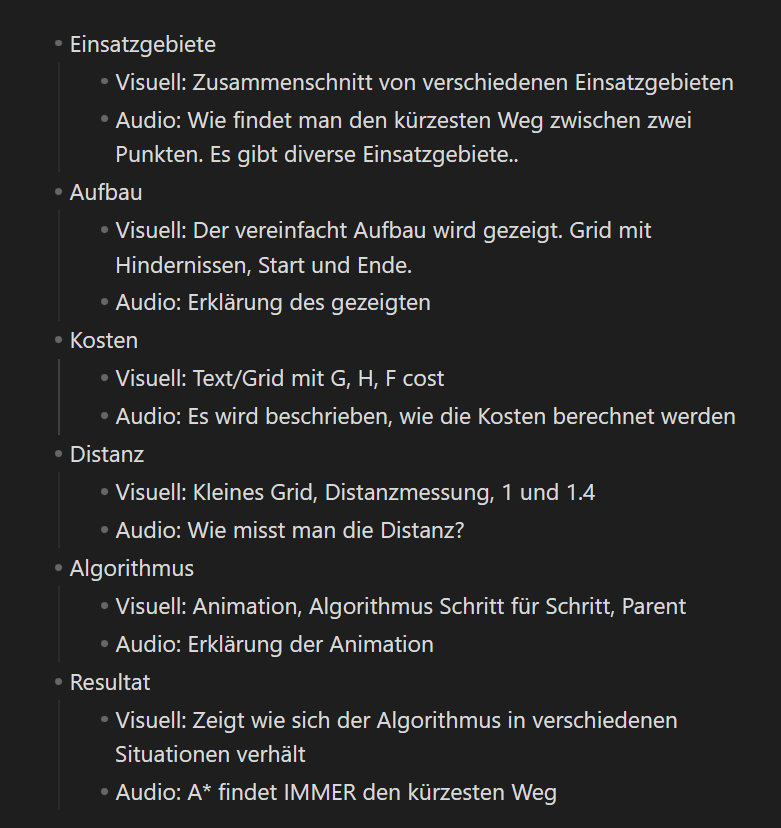 Einsatzgebiete
Visuell: Zusammenschnitt von verschiedenen Einsatzgebieten
Audio: Wie findet man den kürzesten Weg zwischen zwei
Punkten. Es gibt diverse Einsatzgebiete..
Aufbau
Visuell: Der vereinfacht Aufbau wird gezeigt. Grid mit
Hindernissen, Start und Ende.
Audio: Erklärung des gezeigten
Kosten
Visuell: Text/Grid mit G, H, F cost
Audio: Es wird beschrieben, wie die Kosten berechnet werden
Distanz
Visuell: Kleines Grid, Distanzmessung, 1 und 1.4
Audio: Wie misst man die Distanz?
Algorithmus
Visuell: Animation, Algorithmus Schritt für Schritt, Parent
Audio: Erklärung der Animation
Resultat
Visuell: Zeigt wie sich der Algorithmus in verschiedenen
Situationen verhält
Audio: A* findet IMMER den kürzesten Weg